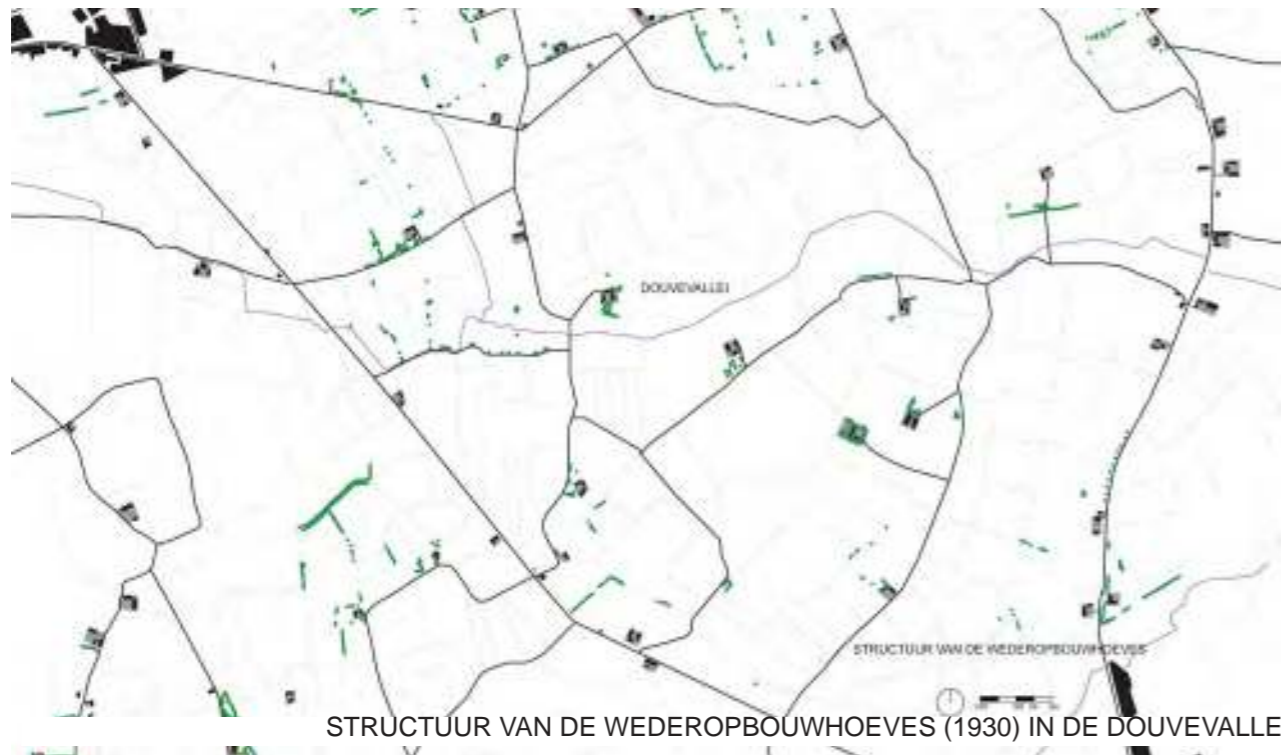 DOUVEVALLEI
STRUCTUUR VAN DE WEDEROPBOUWHOEVES
STRUCTUUR VAN DE WEDEROPBOUWHOEVES (1930) IN DE DOUVEVALLE